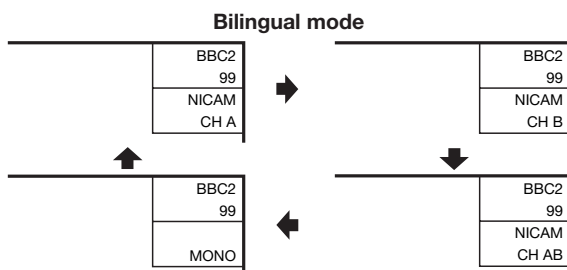 Bilingual mode
BBC2
99
NICAM
CH A
BBC2
99
NICAM
CH B
BBC2
99
MONO
BBC2
99
NICAM
CH AB